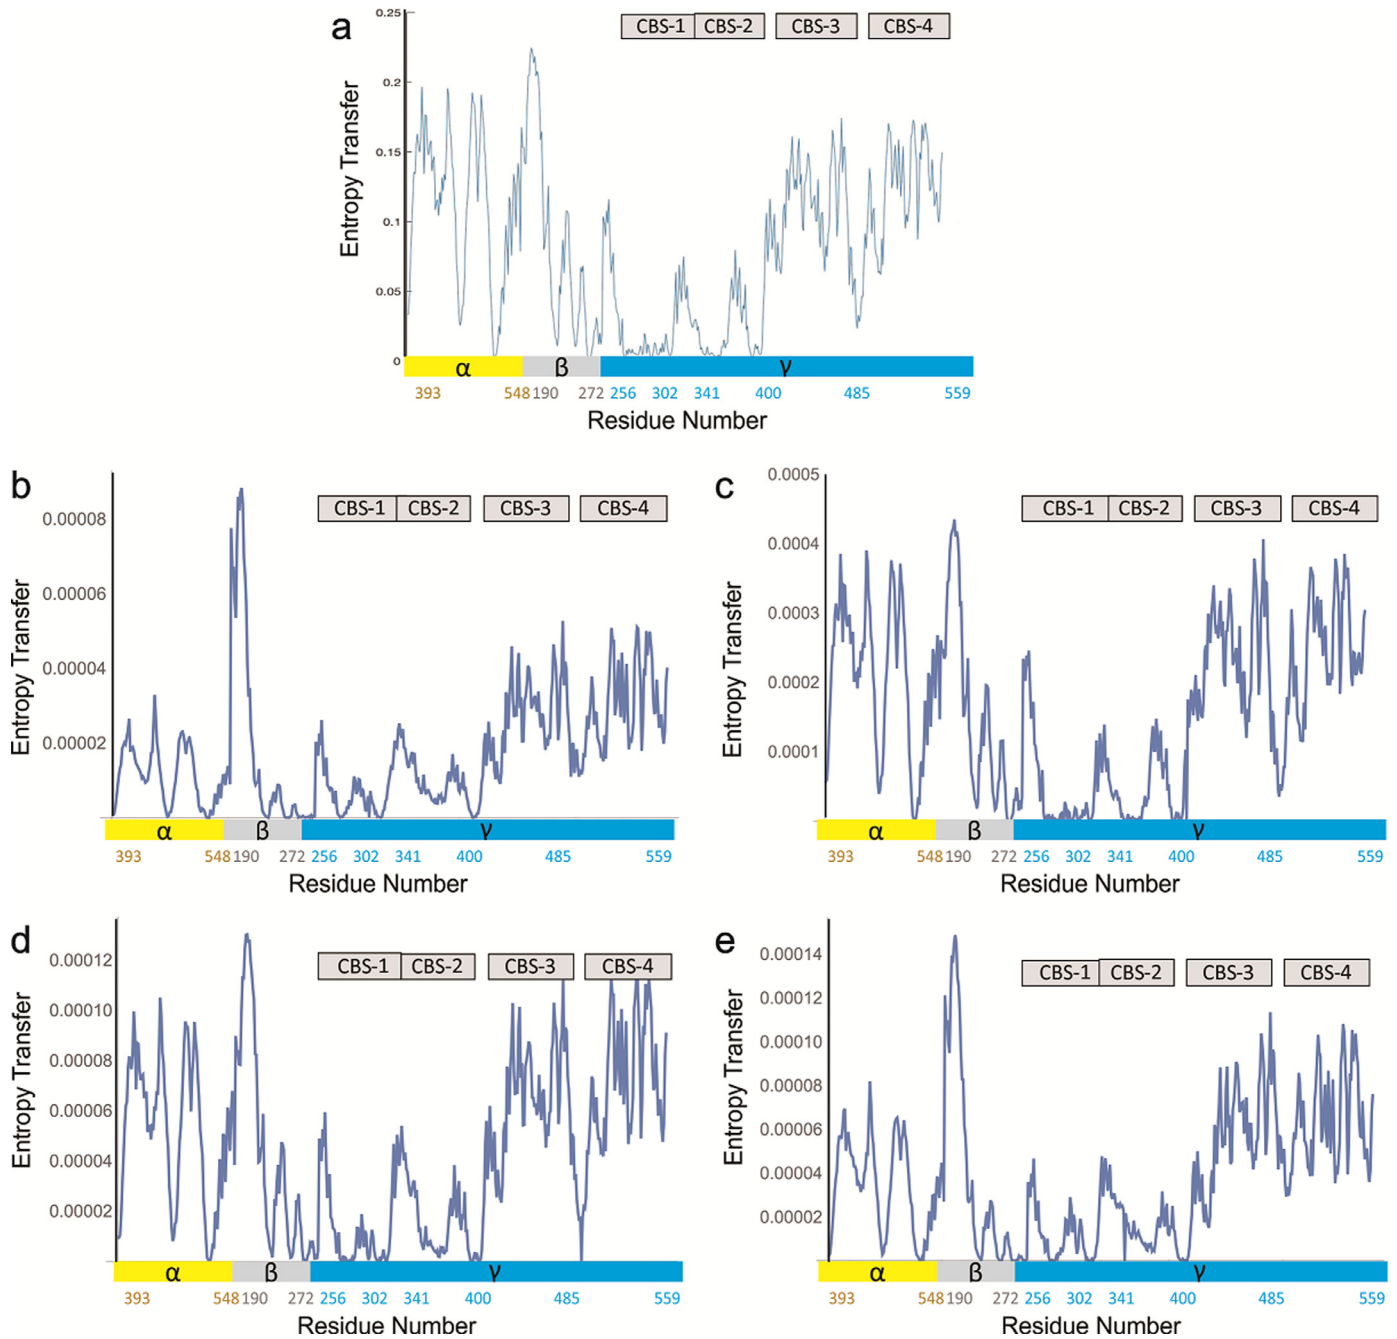 a
CBS-1 CBS-2 CBS-3 CBS-4
0.25
0.2
0.15
0.1
0.05
0
Entropy Transfer
α β γ
393 548 190 272 256 302 341 400 485 559
Residue Number
b
CBS-1 CBS-2 CBS-3 CBS-4
0.00008
0.00006
0.00004
0.00002
Entropy Transfer
α β γ
393 548 190 272 256 302 341 400 485 559
Residue Number
c
CBS-1 CBS-2 CBS-3 CBS-4
0.0005
0.0004
0.0003
0.0002
0.0001
Entropy Transfer
α β γ
393 548 190 272 256 302 341 400 485 559
Residue Number
d
CBS-1 CBS-2 CBS-3 CBS-4
0.00012
0.00010
0.00008
0.00006
0.00004
0.00002
Entropy Transfer
α β γ
393 548 190 272 256 302 341 400 485 559
Residue Number
e
CBS-1 CBS-2 CBS-3 CBS-4
0.00014
0.00012
0.00010
0.00008
0.00006
0.00004
0.00002
Entropy Transfer
α β γ
393 548 190 272 256 302 341 400 485 559
Residue Number